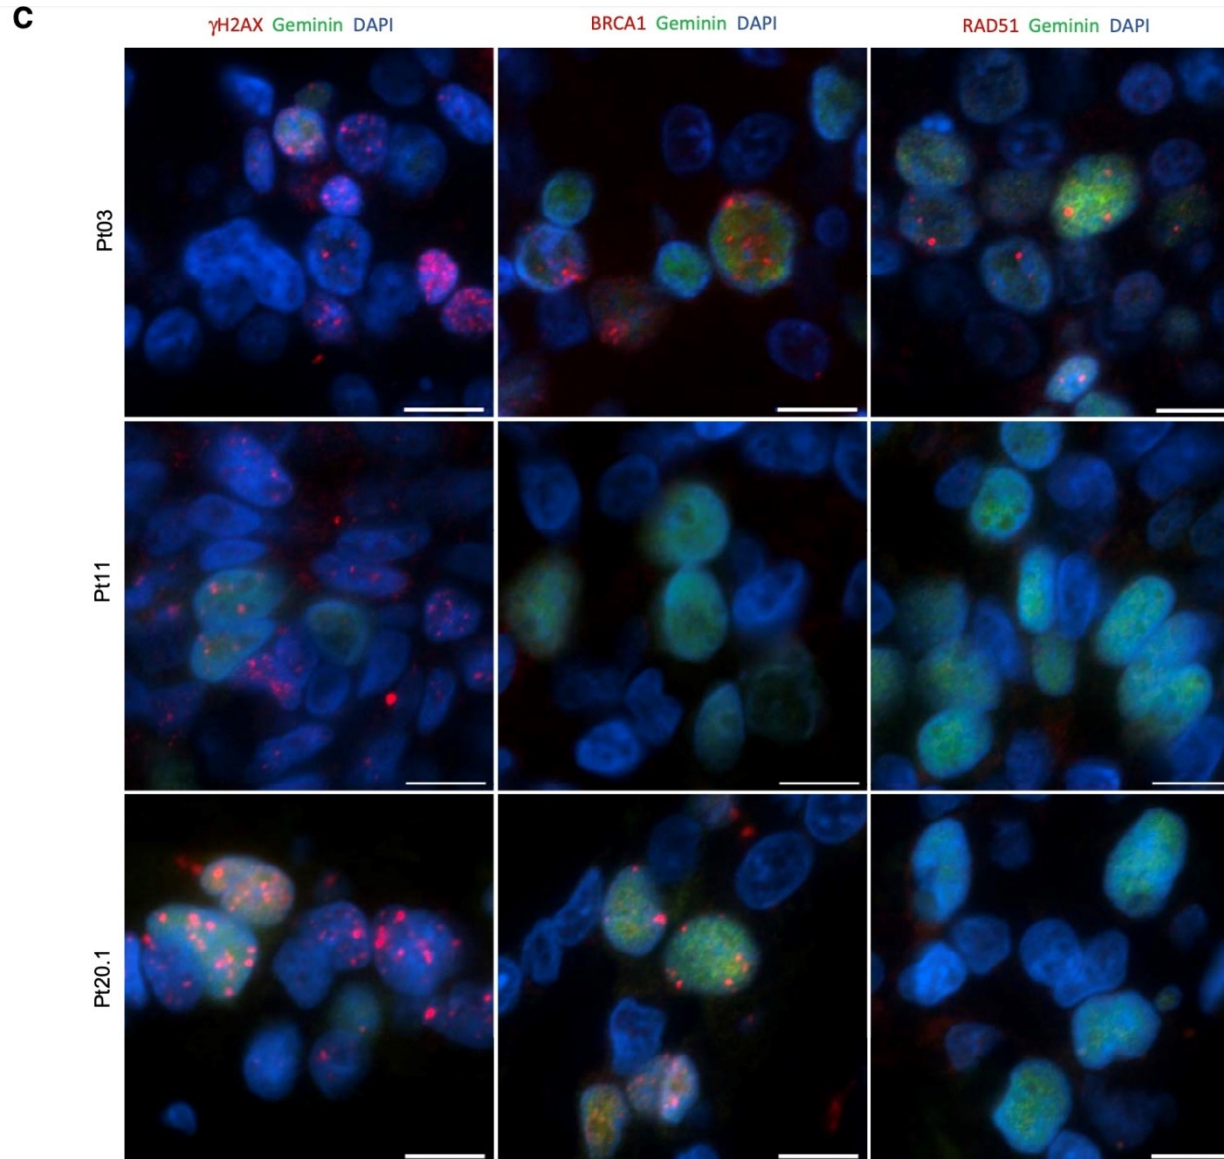 C
γH2AX Geminin DAPI
BRCA1 Geminin DAPI
RAD51 Geminin DAPI
Pt03
Pt11
Pt20.1